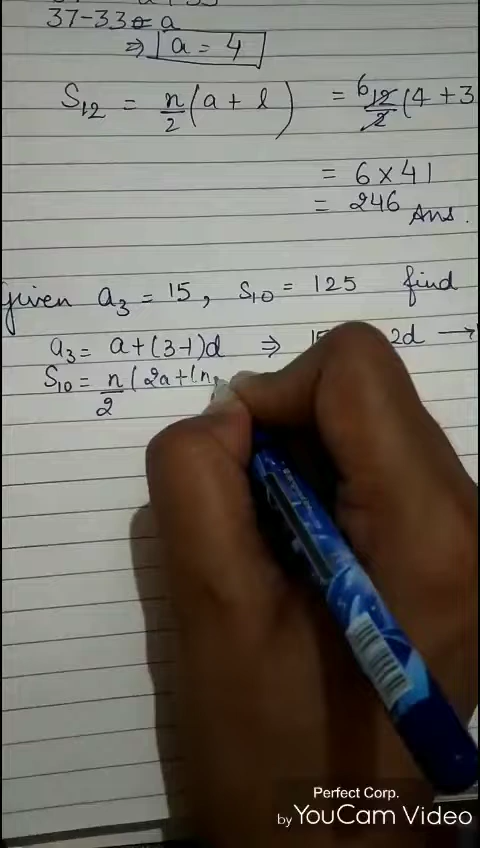 37-33 = a
⇒ a = 4
S12 = n/2 (a + l) = 6 12/2 (4 + 3
= 6 × 41
= 246 Ans.
given a3 = 15, S10 = 125 find
a3 = a + (3-1)d ⇒ 15 2d →
S10 = n/2 (2a + (n
Perfect Corp.
by YouCam Video